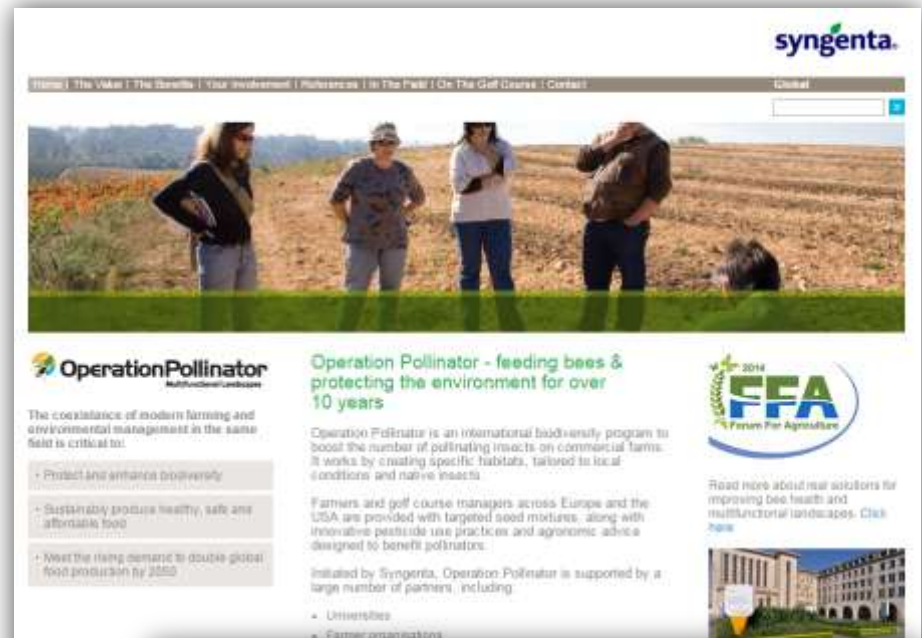 syngenta.
Home | The Value | The Benefits | Your Involvement | References | In The Field | On The Golf Course | Contact
Global
OperationPollinator
Multifunctional Landscapes
The coexistance of modern farming and
environmental management in the same
field is critical to:
• Protect and enhance biodiversity
• Sustainably produce healthy, safe and
affordable food
• Meet the rising demand to double global
food production by 2050
Operation Pollinator - feeding bees &
protecting the environment for over
10 years
Operation Pollinator is an international biodiversity program to
boost the number of pollinating insects on commercial farms.
It works by creating specific habitats, tailored to local
conditions and native insects.
Farmers and golf course managers across Europe and the
USA are provided with targeted seed mixtures, along with
innovative pesticide use practices and agronomic advice
designed to benefit pollinators.
Initiated by Syngenta, Operation Pollinator is supported by a
large number of partners, including:
• Universities
• Farmer organisations
2014
FFA
Forum For Agriculture
Read more about real solutions for
improving bee health and
multifunctional landscapes. Click
here